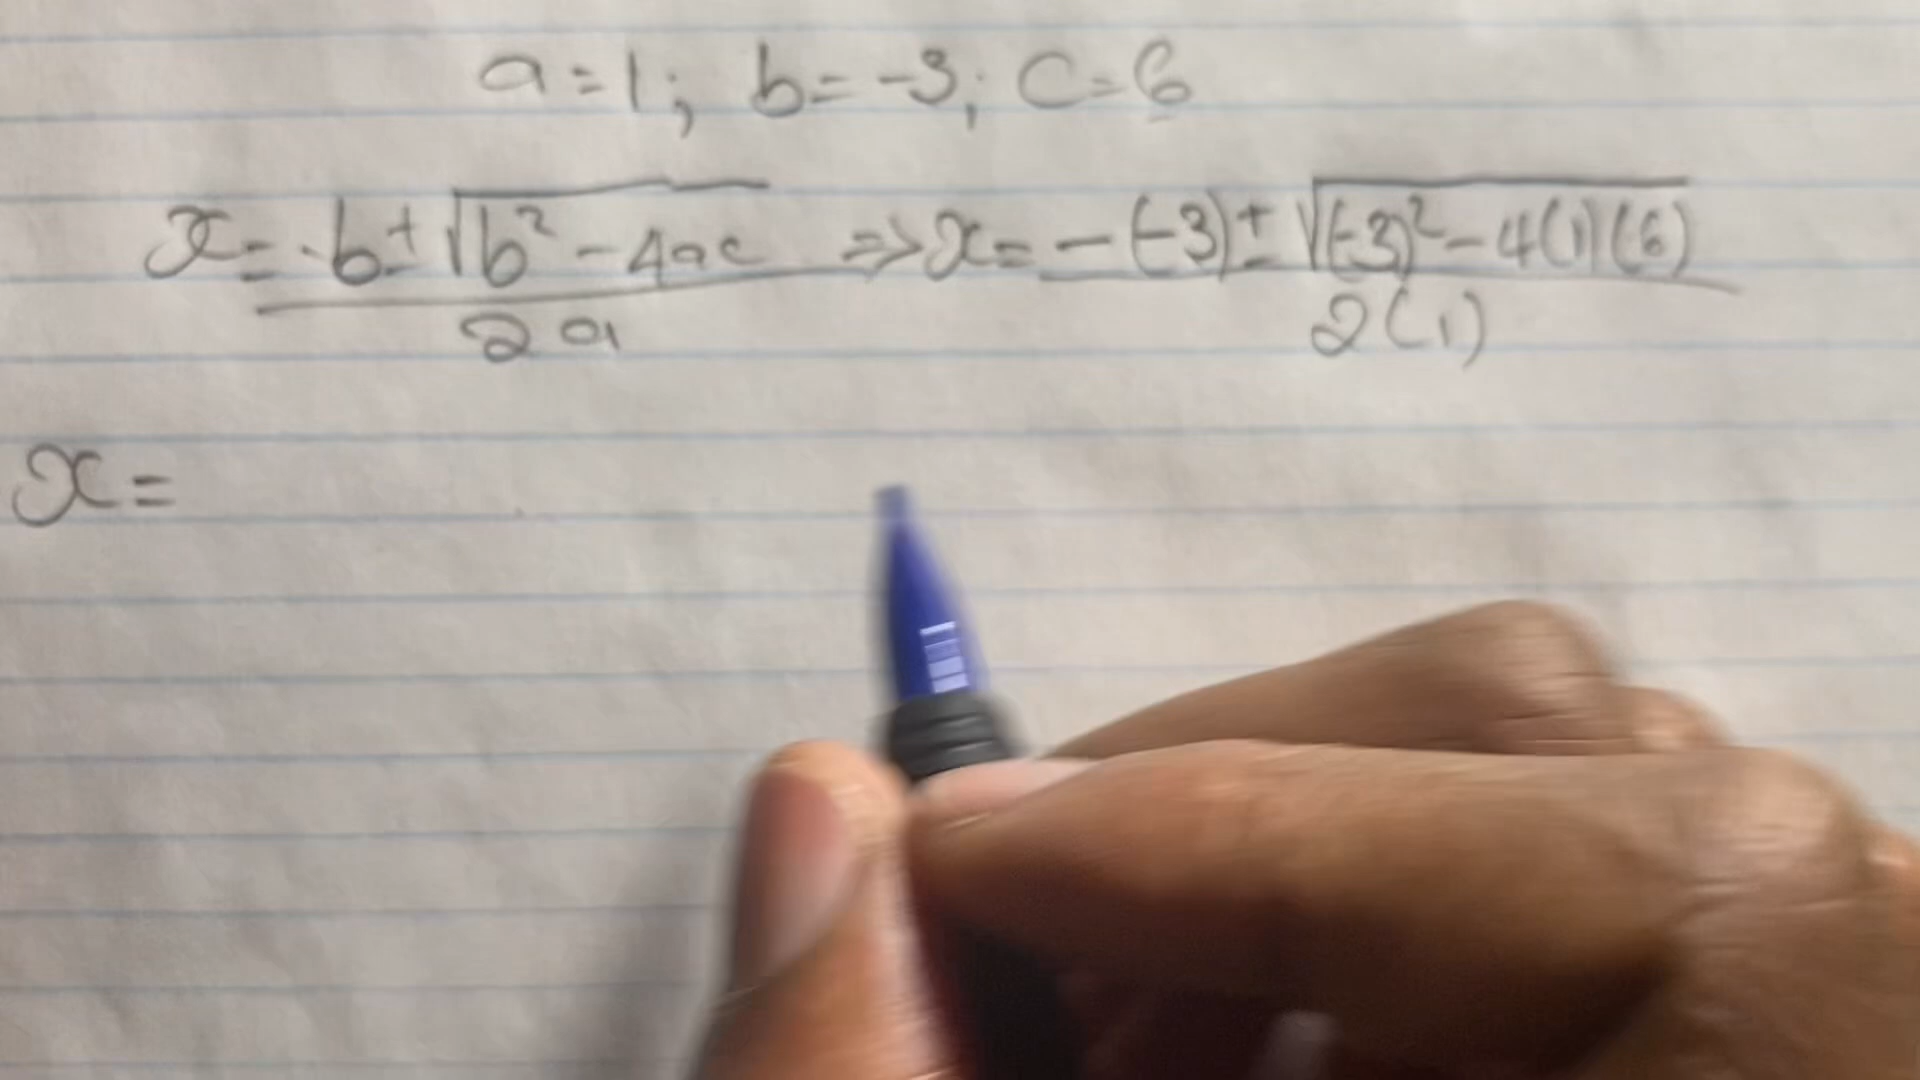 a=1; b=-3; c=6
x = -b±√b²-4ac/2a ⇒ x = -(-3)±√(-3)²-4(1)(6)/2(1)
x=